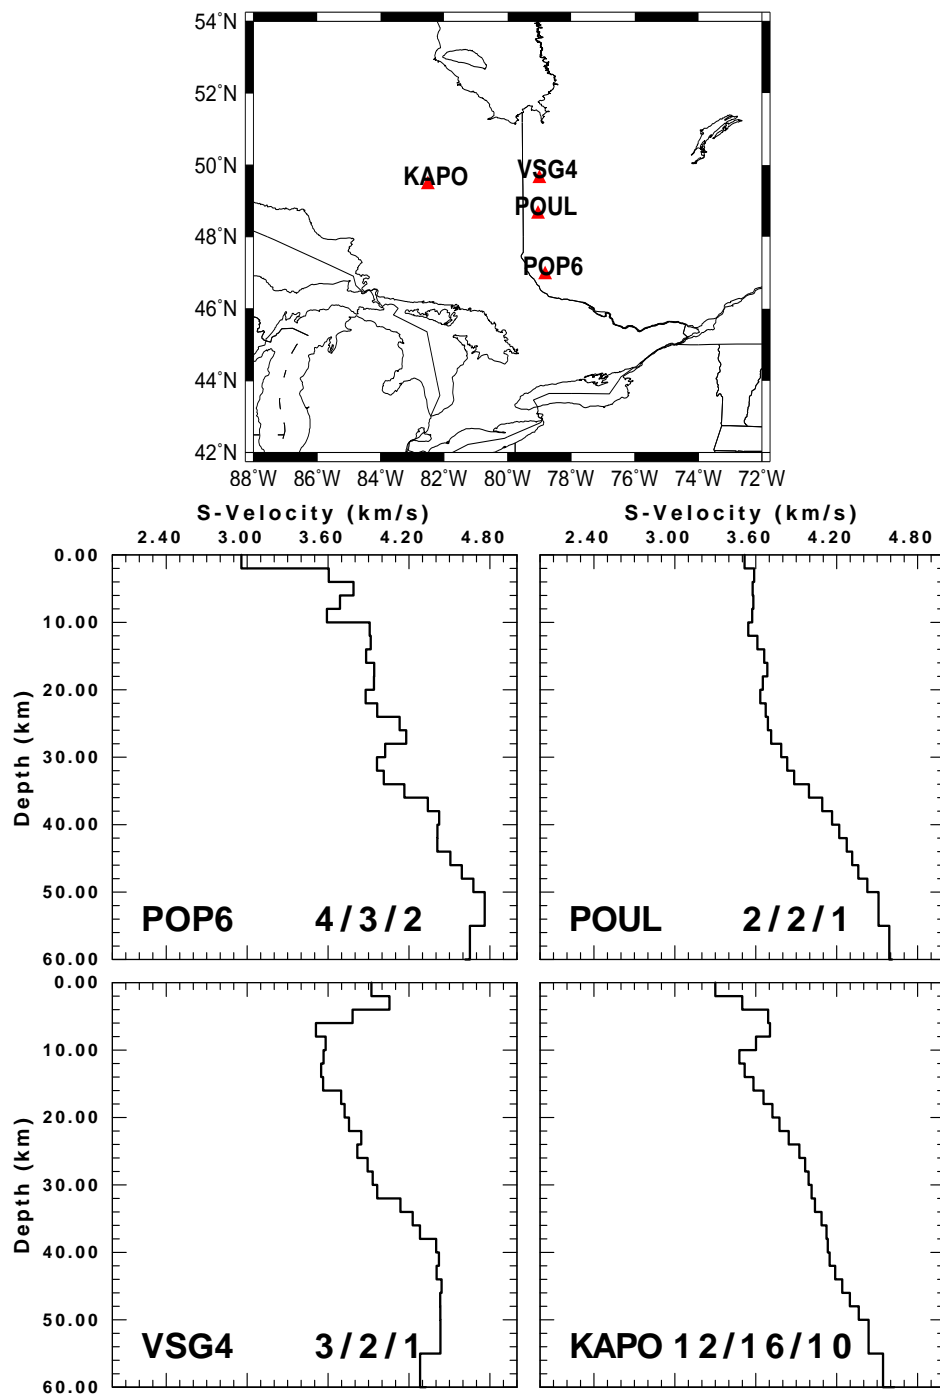 54°N
52°N
50°N
48°N
46°N
44°N
42°N
KAPO
VSG4
POUL
POP6
88°W 86°W 84°W 82°W 80°W 78°W 76°W 74°W 72°W
S-Velocity (km/s) S-Velocity (km/s)
2.40 3.00 3.60 4.20 4.80 2.40 3.00 3.60 4.20 4.80
0.00
10.00
20.00
30.00
40.00
50.00
60.00
Depth (km)
POP6 4/3/2
POUL 2/2/1
0.00
10.00
20.00
30.00
40.00
50.00
60.00
Depth (km)
VSG4 3/2/1
KAPO 12/16/10